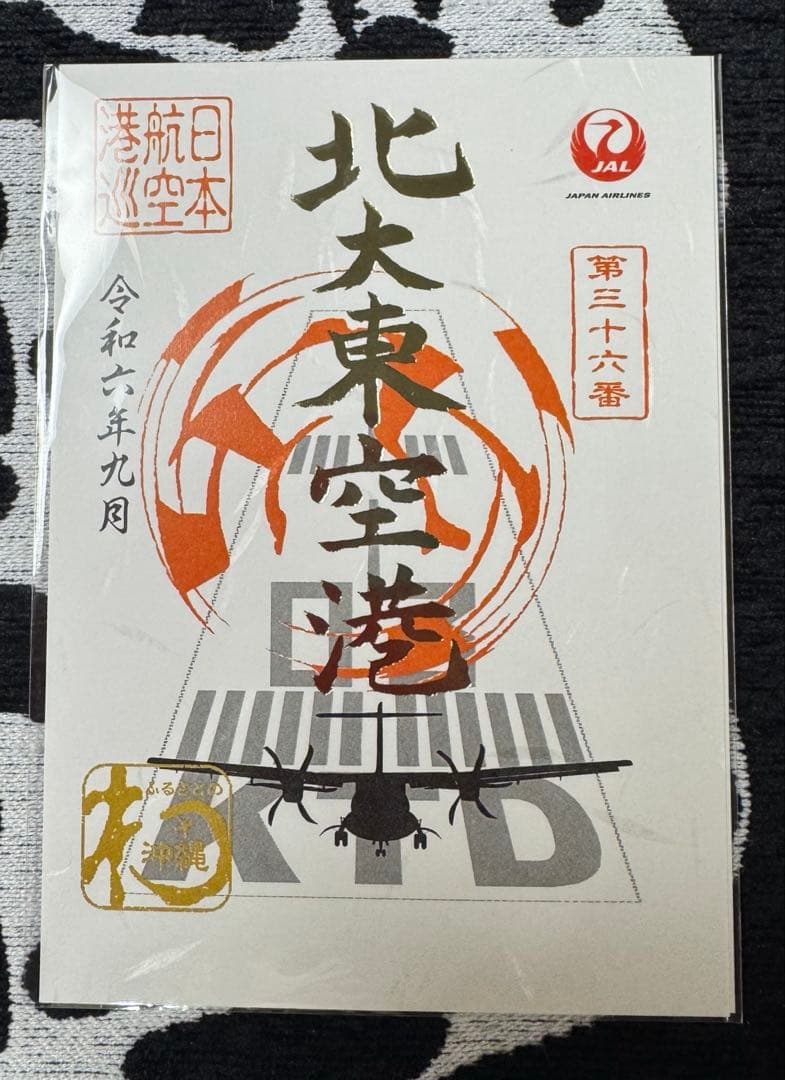 日本
航空
港巡
JAL
JAPAN AIRLINES
第三十六番
北大東空港
令和六年九月
KTD
ふるさとの
沖縄